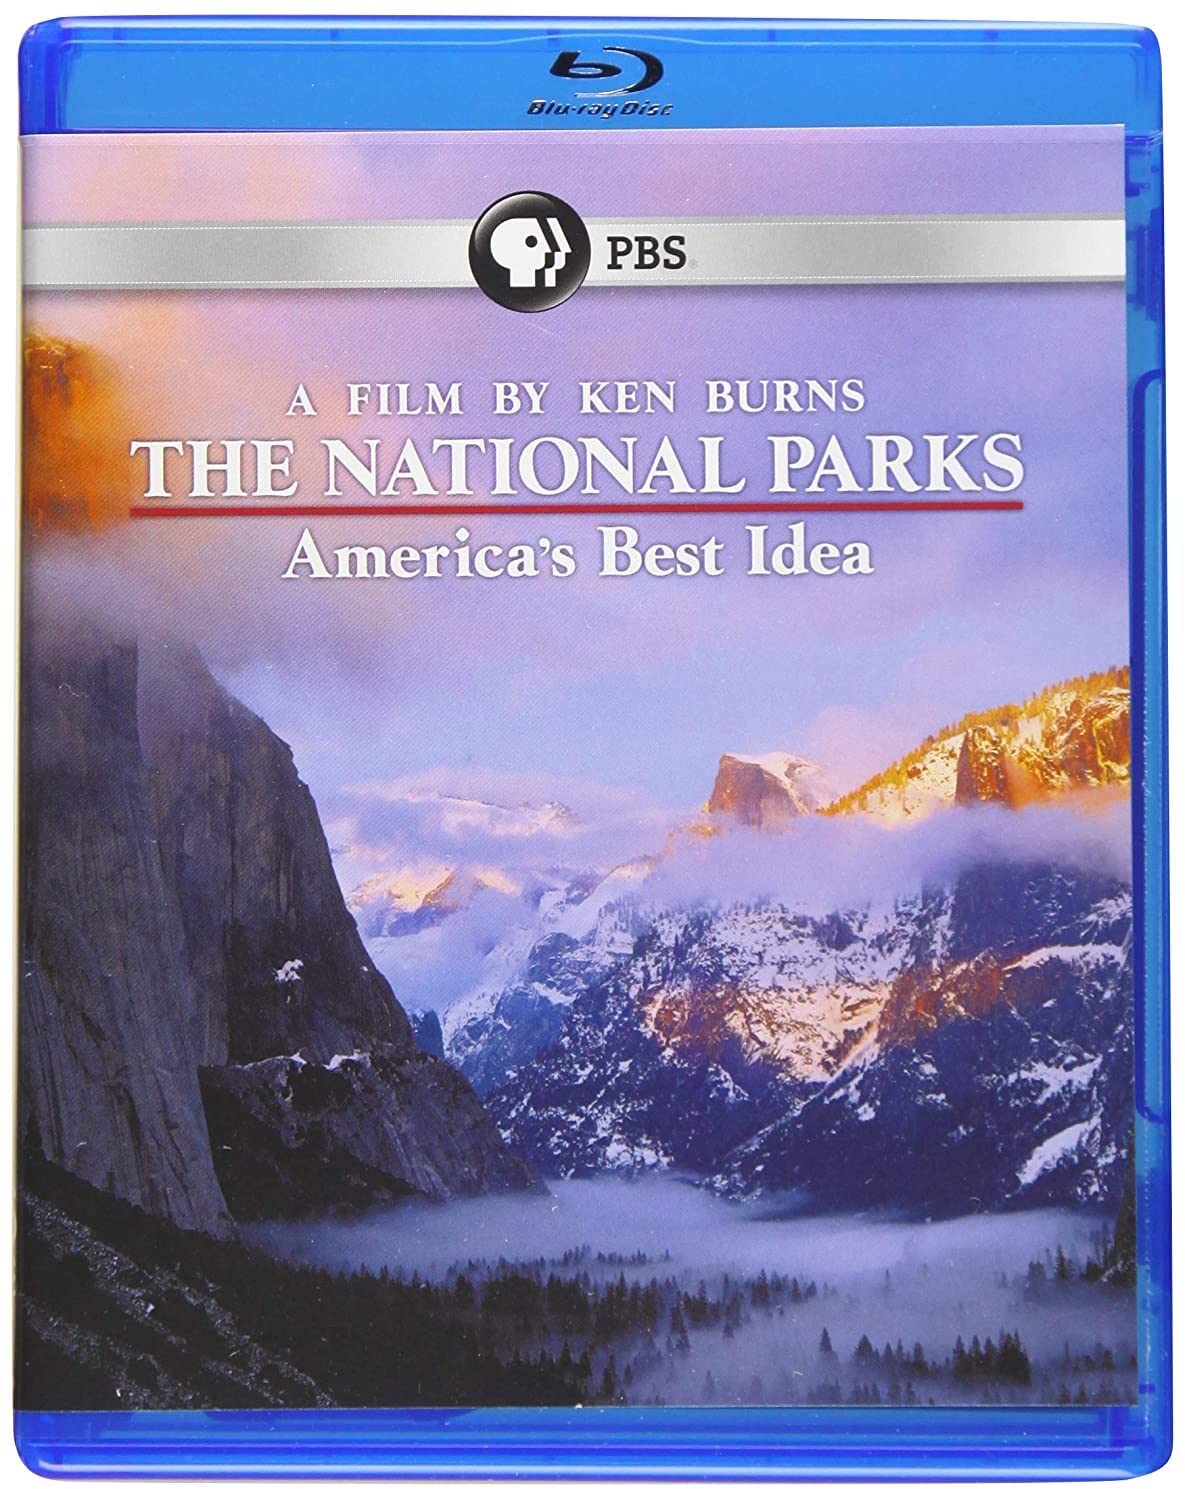 Blu-ray Disc
PBS®
A FILM BY KEN BURNS
THE NATIONAL PARKS
America's Best Idea